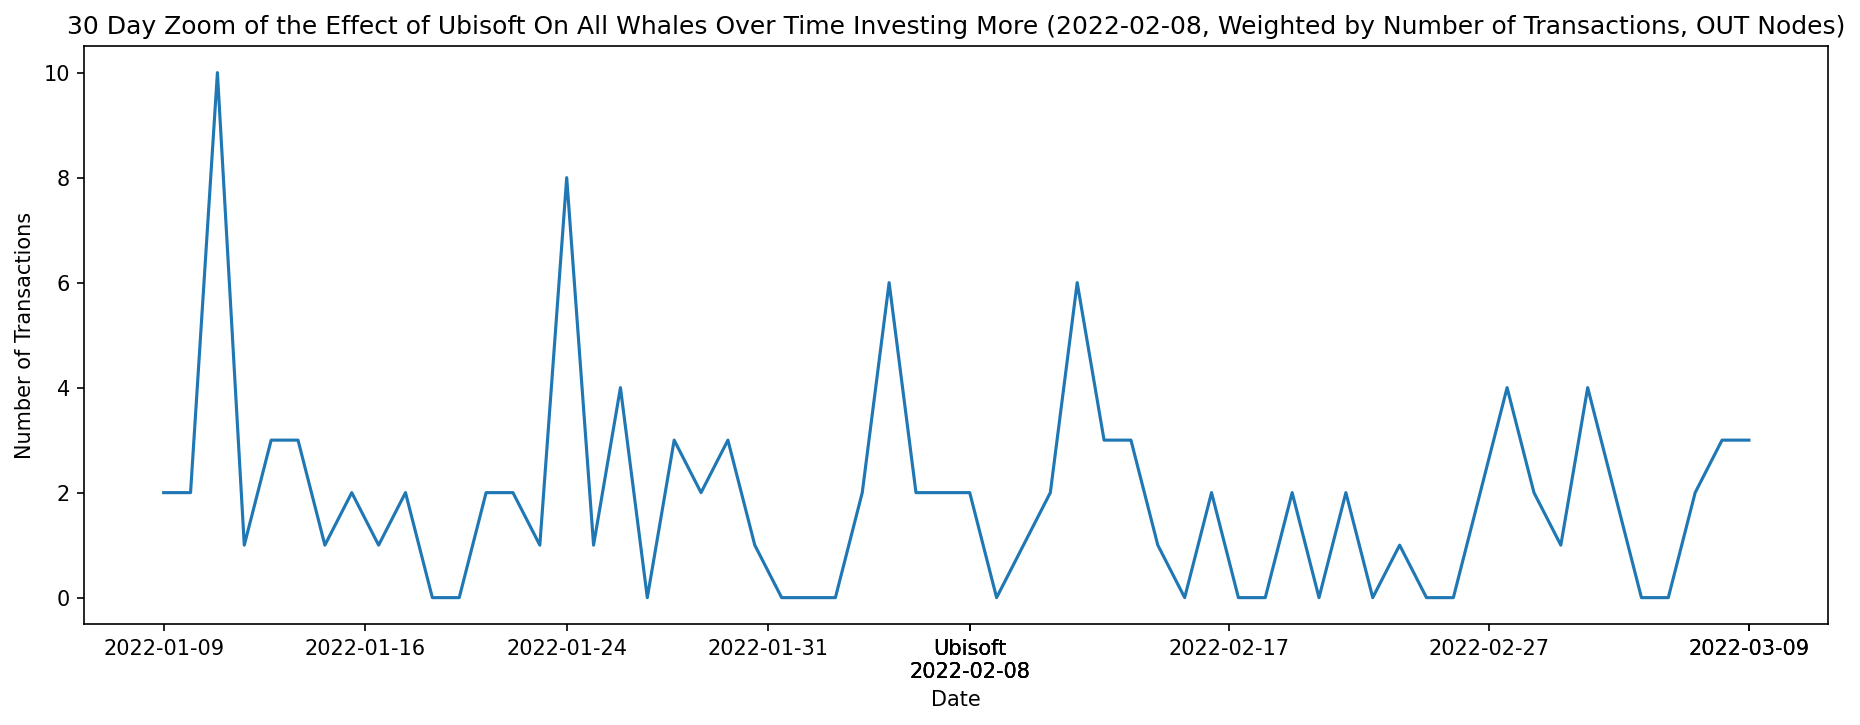 30 Day Zoom of the Effect of Ubisoft On All Whales Over Time Investing More (2022-02-08, Weighted by Number of Transactions, OUT Nodes)
10
8
6
4
2
0
Number of Transactions
2022-01-09 2022-01-16 2022-01-24 2022-01-31 Ubisoft 2022-02-17 2022-02-27 2022-03-09
2022-02-08
Date